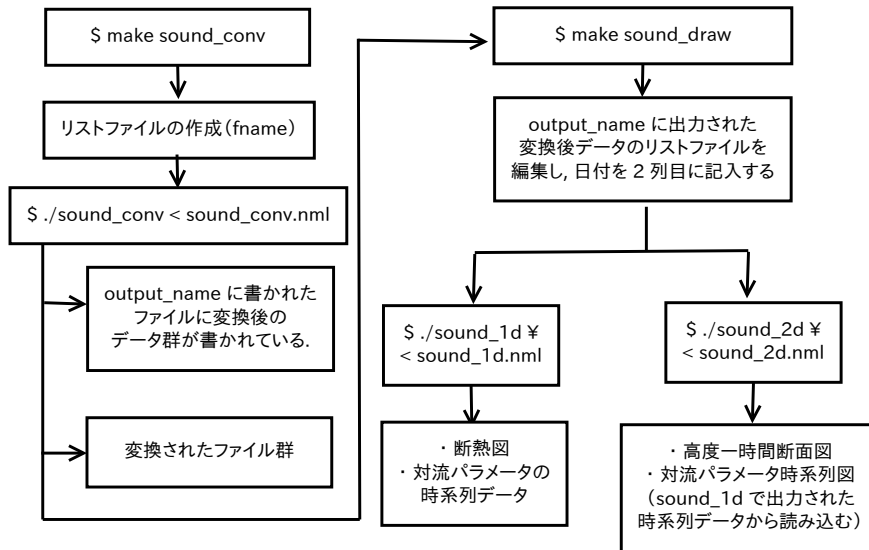 $ make sound_conv
リストファイルの作成(fname)
$ ./sound_conv < sound_conv.nml
output_name に書かれた
ファイルに変換後の
データ群が書かれている.
変換されたファイル群
$ make sound_draw
output_name に出力された
変換後データのリストファイルを
編集し, 日付を 2 列目に記入する
$ ./sound_1d ¥
< sound_1d.nml
・断熱図
・対流パラメータの
時系列データ
$ ./sound_2d ¥
< sound_2d.nml
・高度ー時間断面図
・対流パラメータ時系列図
(sound_1d で出力された
時系列データから読み込む)